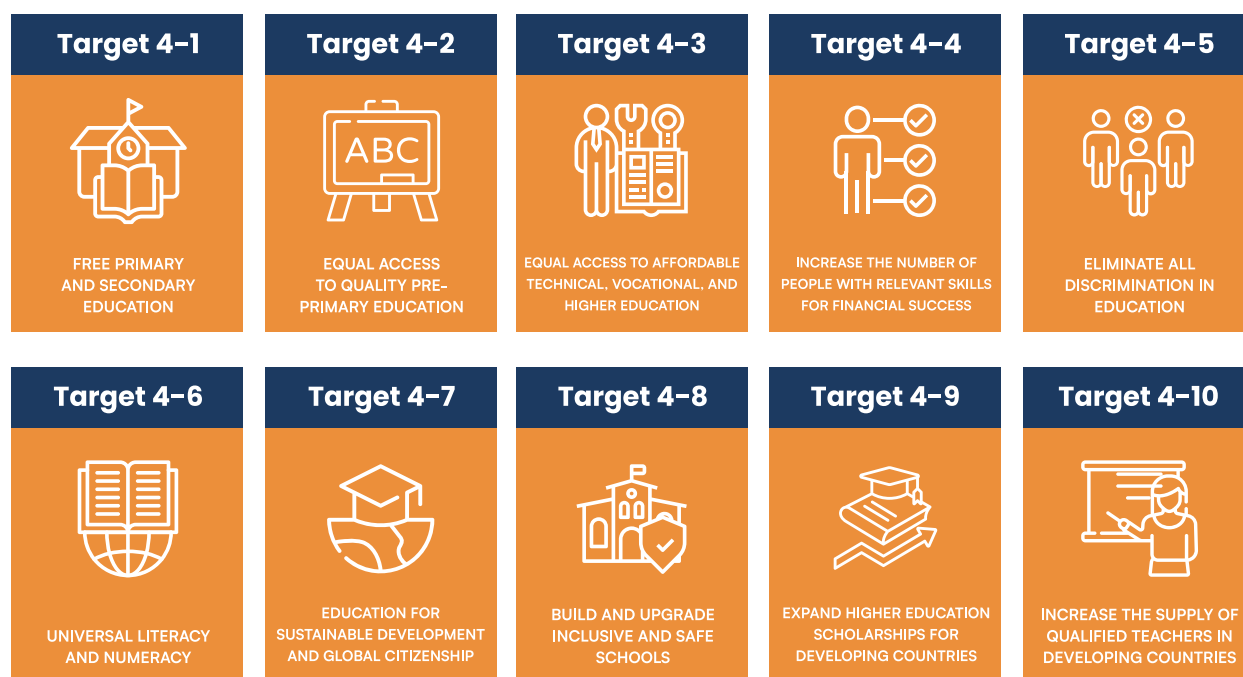 Target 4-1
FREE PRIMARY
AND SECONDARY
EDUCATION
Target 4-2
ABC
EQUAL ACCESS
TO QUALITY PRE-
PRIMARY EDUCATION
Target 4-3
EQUAL ACCESS TO AFFORDABLE
TECHNICAL, VOCATIONAL, AND
HIGHER EDUCATION
Target 4-4
INCREASE THE NUMBER OF
PEOPLE WITH RELEVANT SKILLS
FOR FINANCIAL SUCCESS
Target 4-5
ELIMINATE ALL
DISCRIMINATION IN
EDUCATION
Target 4-6
UNIVERSAL LITERACY
AND NUMERACY
Target 4-7
EDUCATION FOR
SUSTAINABLE DEVELOPMENT
AND GLOBAL CITIZENSHIP
Target 4-8
BUILD AND UPGRADE
INCLUSIVE AND SAFE
SCHOOLS
Target 4-9
EXPAND HIGHER EDUCATION
SCHOLARSHIPS FOR
DEVELOPING COUNTRIES
Target 4-10
INCREASE THE SUPPLY OF
QUALIFIED TEACHERS IN
DEVELOPING COUNTRIES